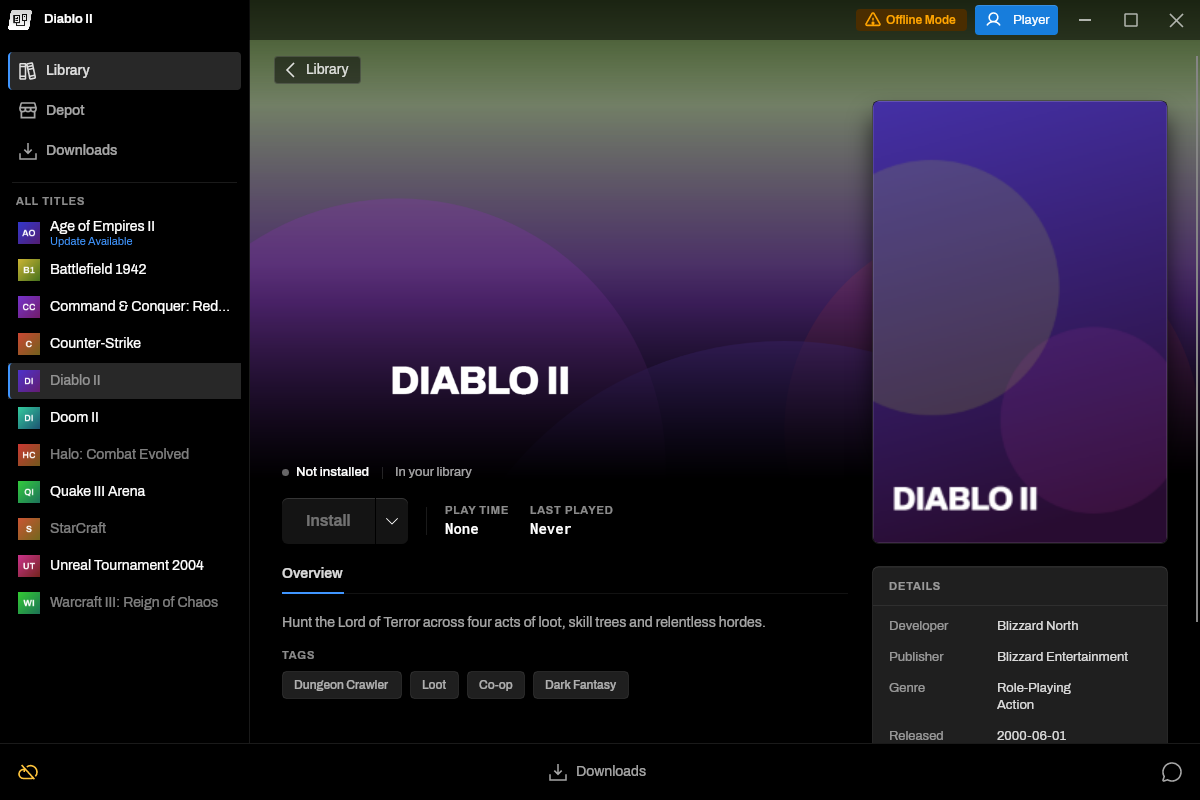 Diablo II
Offline Mode
Player
Library
Depot
Downloads
ALL TITLES
AO
Age of Empires II
Update Available
B1
Battlefield 1942
CC
Command & Conquer: Red...
C
Counter-Strike
DI
Diablo II
DI
Doom II
HC
Halo: Combat Evolved
QI
Quake III Arena
S
StarCraft
UT
Unreal Tournament 2004
WI
Warcraft III: Reign of Chaos
Library
DIABLO II
Not installed
In your library
Install
PLAY TIME
None
LAST PLAYED
Never
Overview
Hunt the Lord of Terror across four acts of loot, skill trees and relentless hordes.
TAGS
Dungeon Crawler
Loot
Co-op
Dark Fantasy
DIABLO II
DETAILS
Developer
Blizzard North
Publisher
Blizzard Entertainment
Genre
Role-Playing
Action
Released
2000-06-01
Downloads